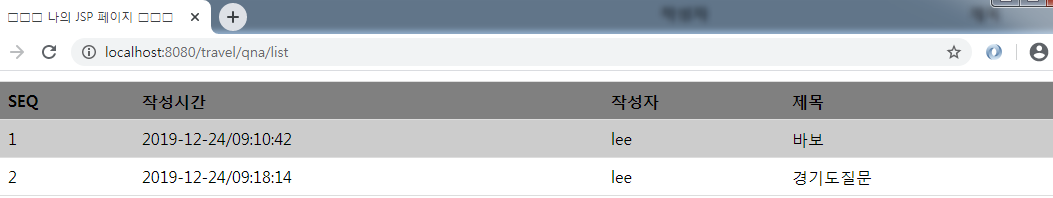 □□□ 나의 JSP 페이지 □□□
localhost:8080/travel/qna/list
SEQ 작성시간 작성자 제목
1 2019-12-24/09:10:42 lee 바보
2 2019-12-24/09:18:14 lee 경기도질문